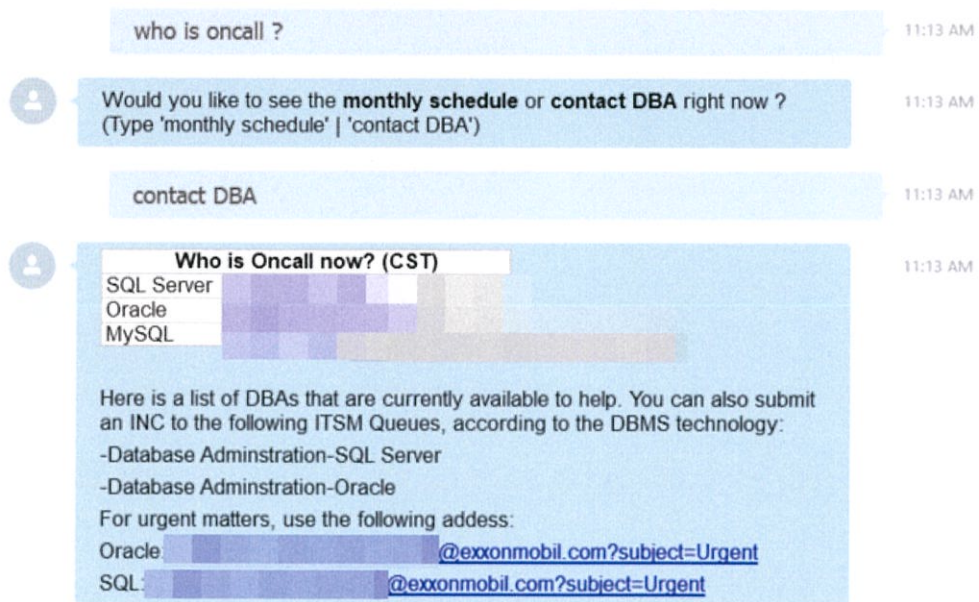 who is oncall ?
11:13 AM
Would you like to see the monthly schedule or contact DBA right now ?
11:13 AM
(Type 'monthly schedule' | 'contact DBA')
contact DBA
11:13 AM
Who is Oncall now? (CST)
11:13 AM
SQL Server
Oracle
MySQL
Here is a list of DBAs that are currently available to help. You can also submit
an INC to the following ITSM Queues, according to the DBMS technology:
-Database Adminstration-SQL Server
-Database Adminstration-Oracle
For urgent matters, use the following addess:
Oracle: @exxonmobil.com?subject=Urgent
SQL: @exxonmobil.com?subject=Urgent